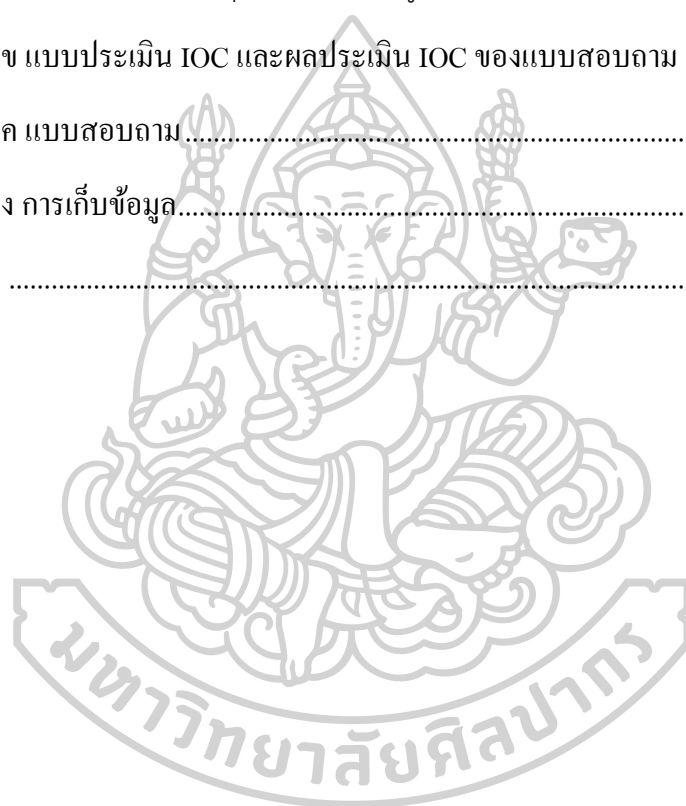 ข แบบประเมิน IOC และผลประเมิน IOC ของแบบสอบถาม
ค แบบสอบถาม........................................................................
ง การเก็บข้อมูล.........................................................................
.................................................................................................
มหาวิทยาลัยศิลปากร